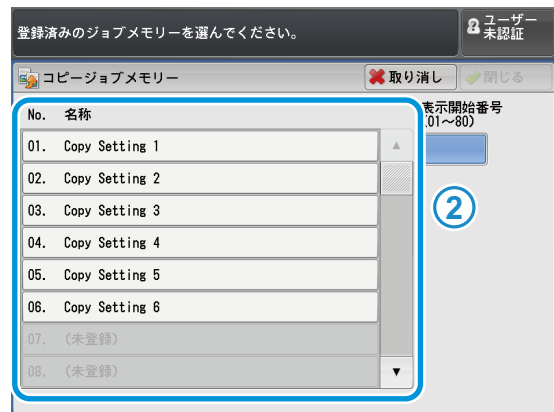 登録済みのジョブメモリーを選んでください。
ユーザー
未認証
コピージョブメモリー
取り消し
閉じる
No. 名称
表示開始番号
(01～80)
01. Copy Setting 1
02. Copy Setting 2
03. Copy Setting 3
04. Copy Setting 4
05. Copy Setting 5
06. Copy Setting 6
07. (未登録)
08. (未登録)
2